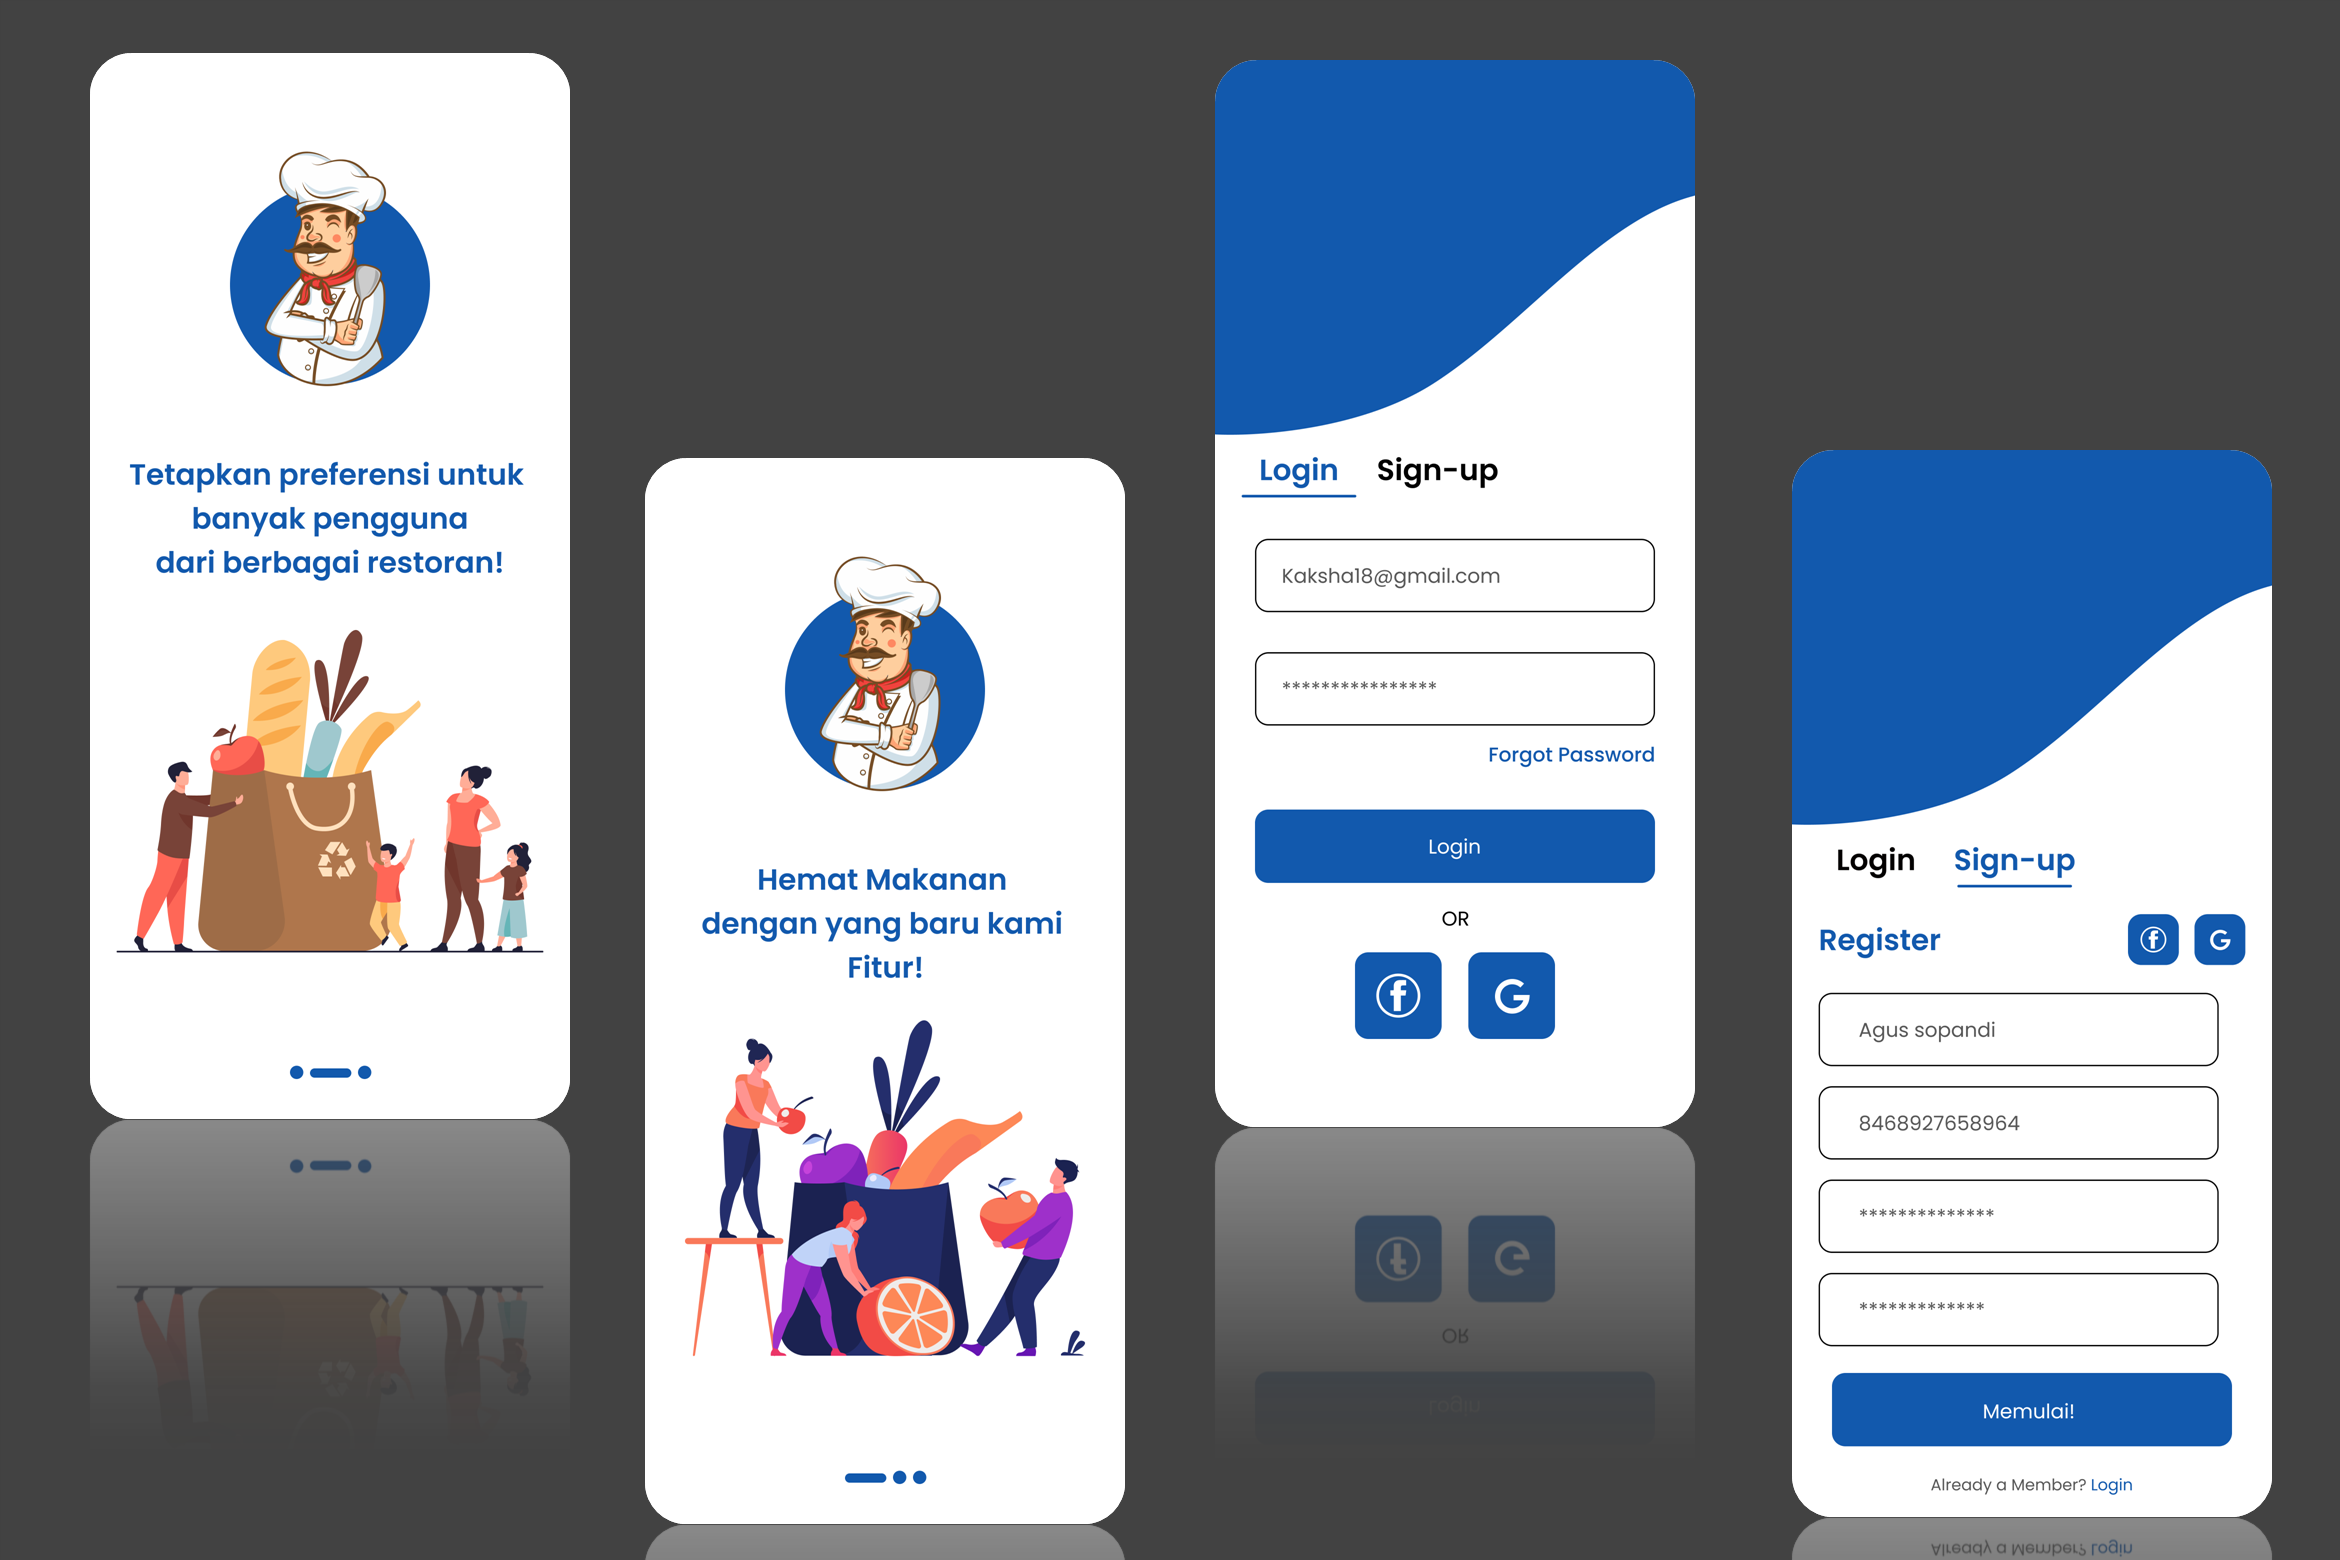 Tetapkan preferensi untuk
banyak pengguna
dari berbagai restoran!
Hemat Makanan
dengan yang baru kami
Fitur!
Login Sign-up
Kaksha18@gmail.com
****************
Forgot Password
Login
OR
f G
Login Sign-up
Register f G
Agus sopandi
8468927658964
**************
*************
Memulai!
Already a Member? Login